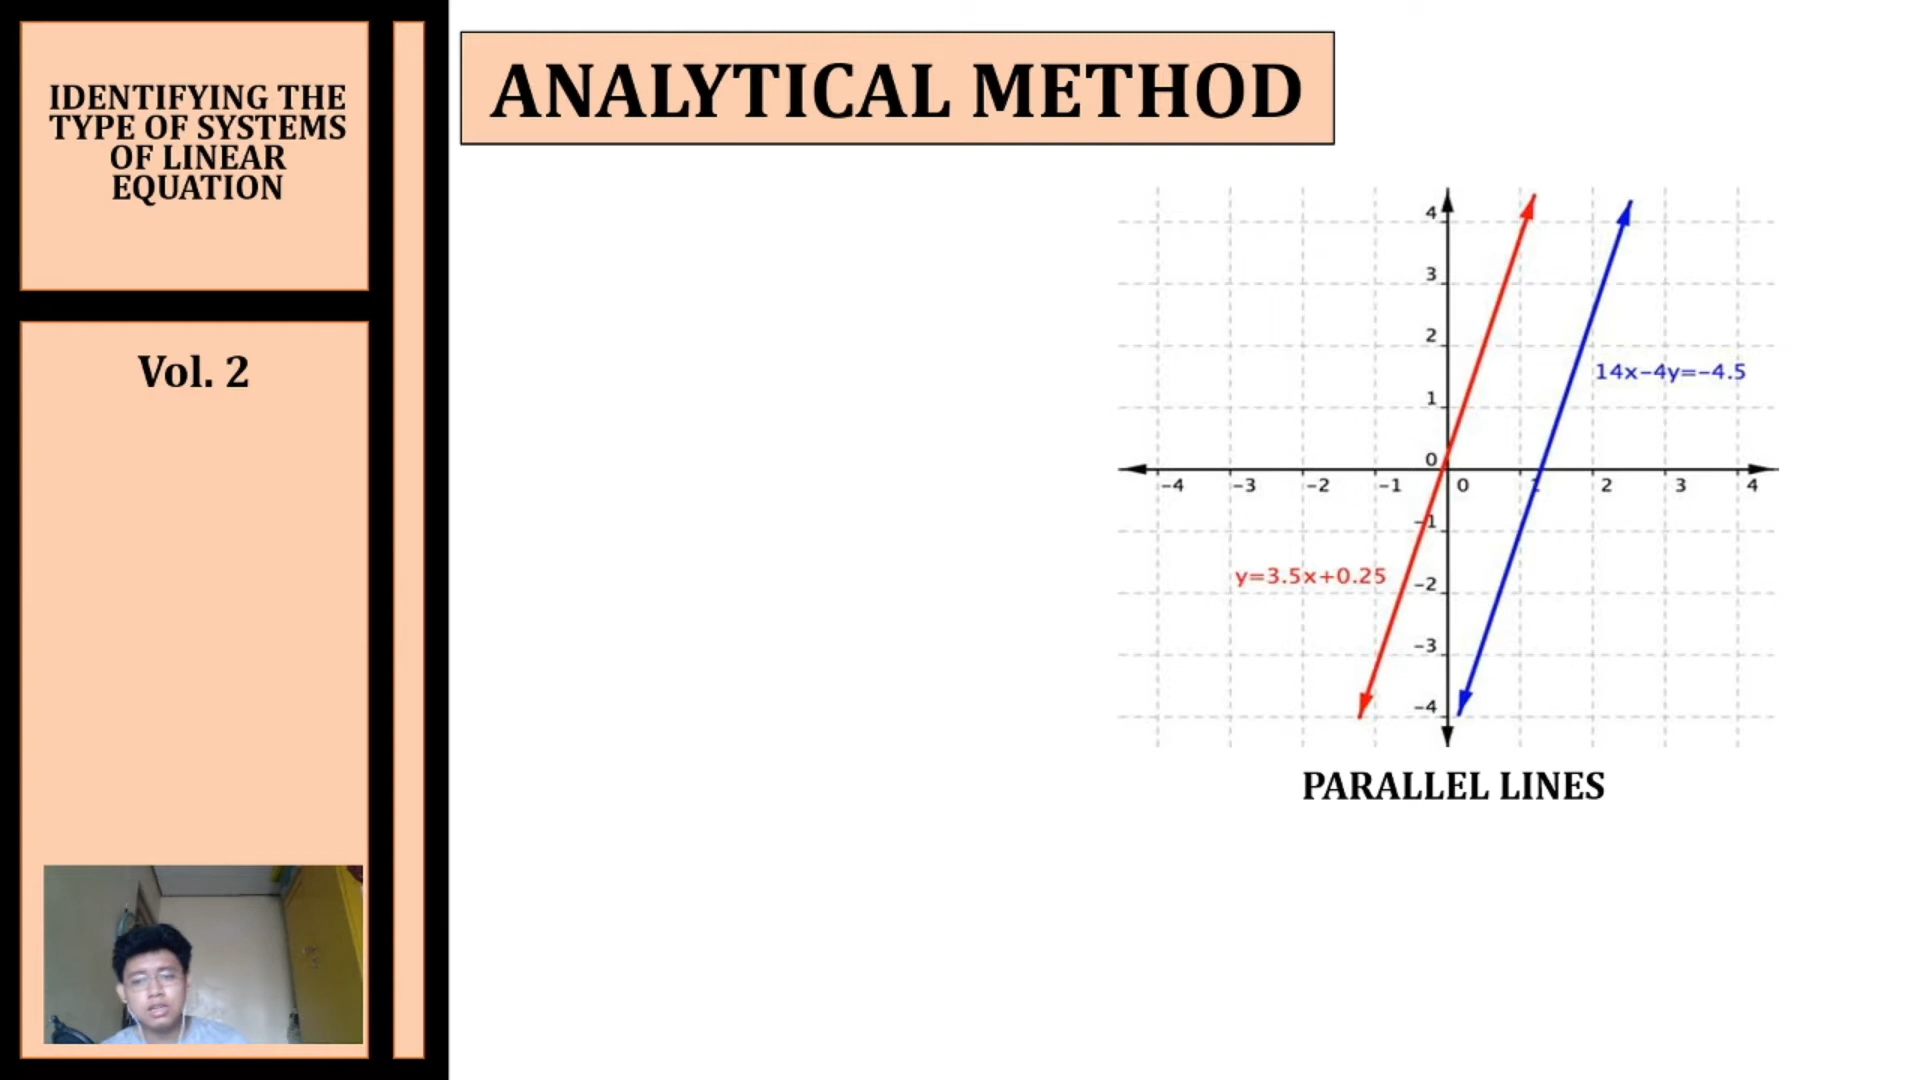 IDENTIFYING THE
TYPE OF SYSTEMS
OF LINEAR
EQUATION
Vol. 2
ANALYTICAL METHOD
4
3
2
1
0
-4
-3
-2
-1
0
1
2
3
4
-1
-2
-3
-4
14x-4y=-4.5
y=3.5x+0.25
PARALLEL LINES